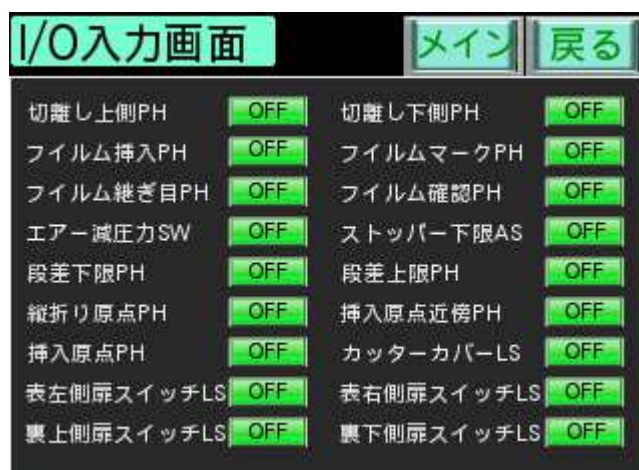 I/O入力画面 メイン 戻る
切離し上側PH OFF 切離し下側PH OFF
フイルム挿入PH OFF フイルムマークPH OFF
フイルム継ぎ目PH OFF フイルム確認PH OFF
エアー減圧力SW OFF ストッパー下限AS OFF
段差下限PH OFF 段差上限PH OFF
縦折り原点PH OFF 挿入原点近傍PH OFF
挿入原点PH OFF カッターカバーLS OFF
表左側扉スイッチLS OFF 表右側扉スイッチLS OFF
裏上側扉スイッチLS OFF 裏下側扉スイッチLS OFF